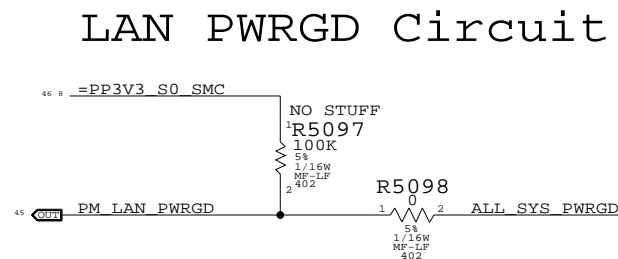 LAN PWRGD Circuit
46 8 =PP3V3_S0_SMC
NO STUFF
1 R5097
100K
5%
1/16W
MF-LF
402
2
R5098
0
45 OUT PM_LAN_PWRGD 1 2 ALL_SYS_PWRGD
5%
1/16W
MF-LF
402